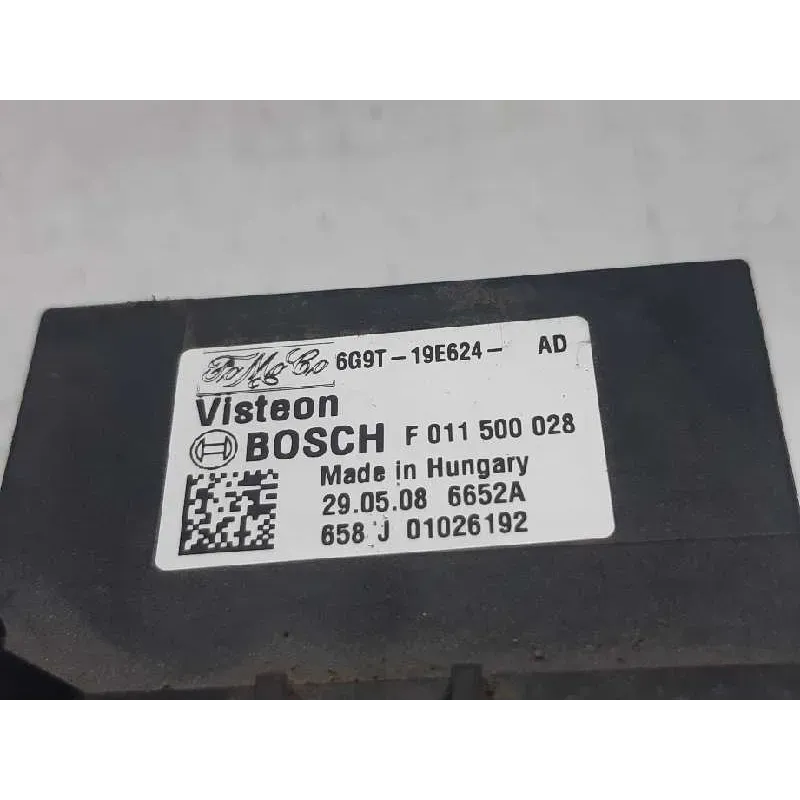 FoMoCo 6G9T-19E624- AD
Visteon
BOSCH F 011 500 028
Made in Hungary
29.05.08 6652A
658 J 01026192